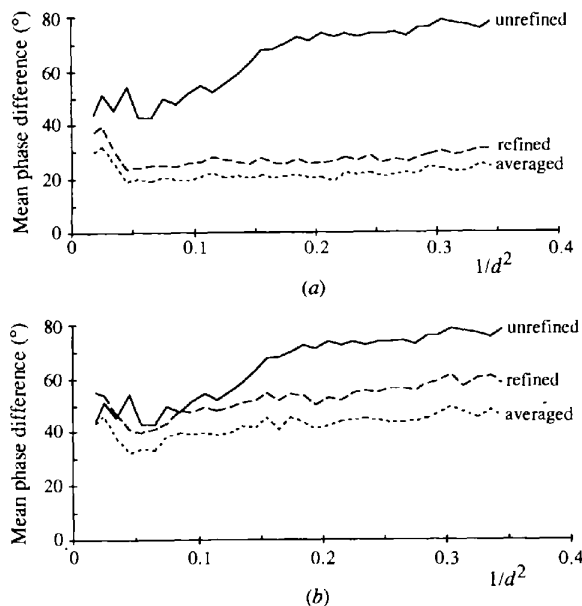 80
unrefined
60
Mean phase difference (°)
40
refined
averaged
20
0
0
0.1
0.2
0.3
0.4
1/d²
(a)
80
unrefined
60
refined
Mean phase difference (°)
averaged
40
20
0
0
0.1
0.2
0.3
0.4
1/d²
(b)